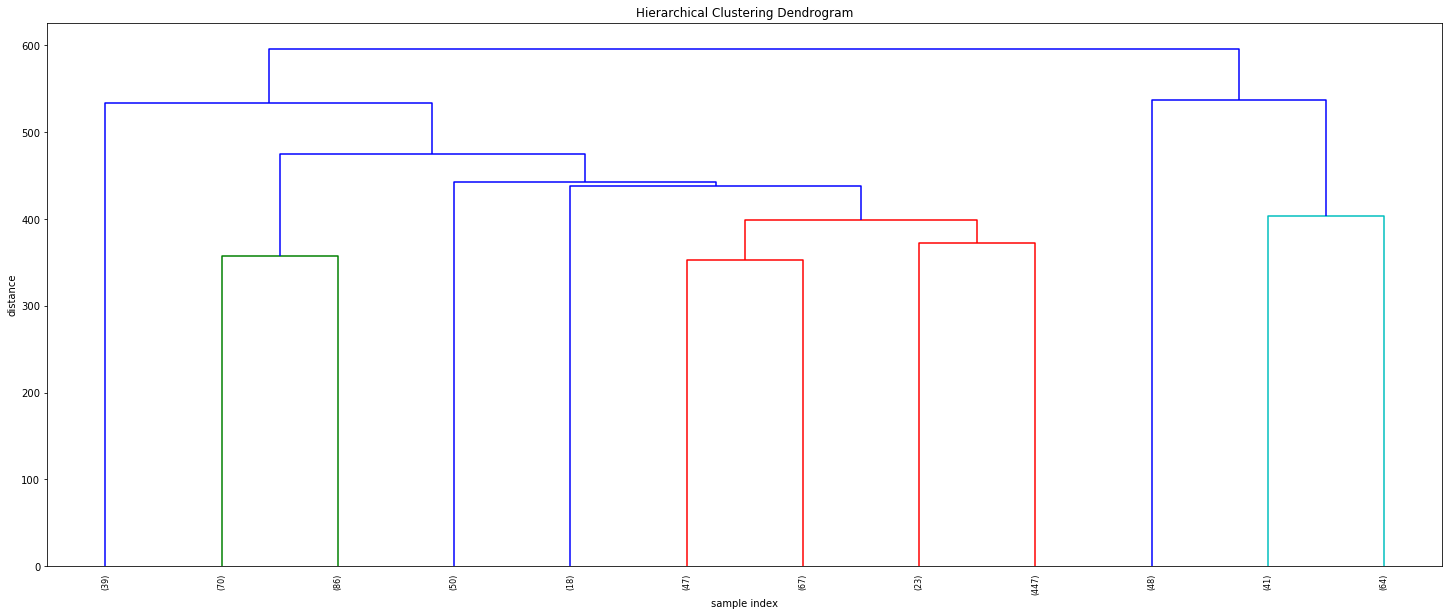 Hierarchical Clustering Dendrogram
600
500
400
300
200
100
0
distance
(39) (70) (86) (50) (18) (47) (67) (23) (447) (48) (41) (64)
sample index